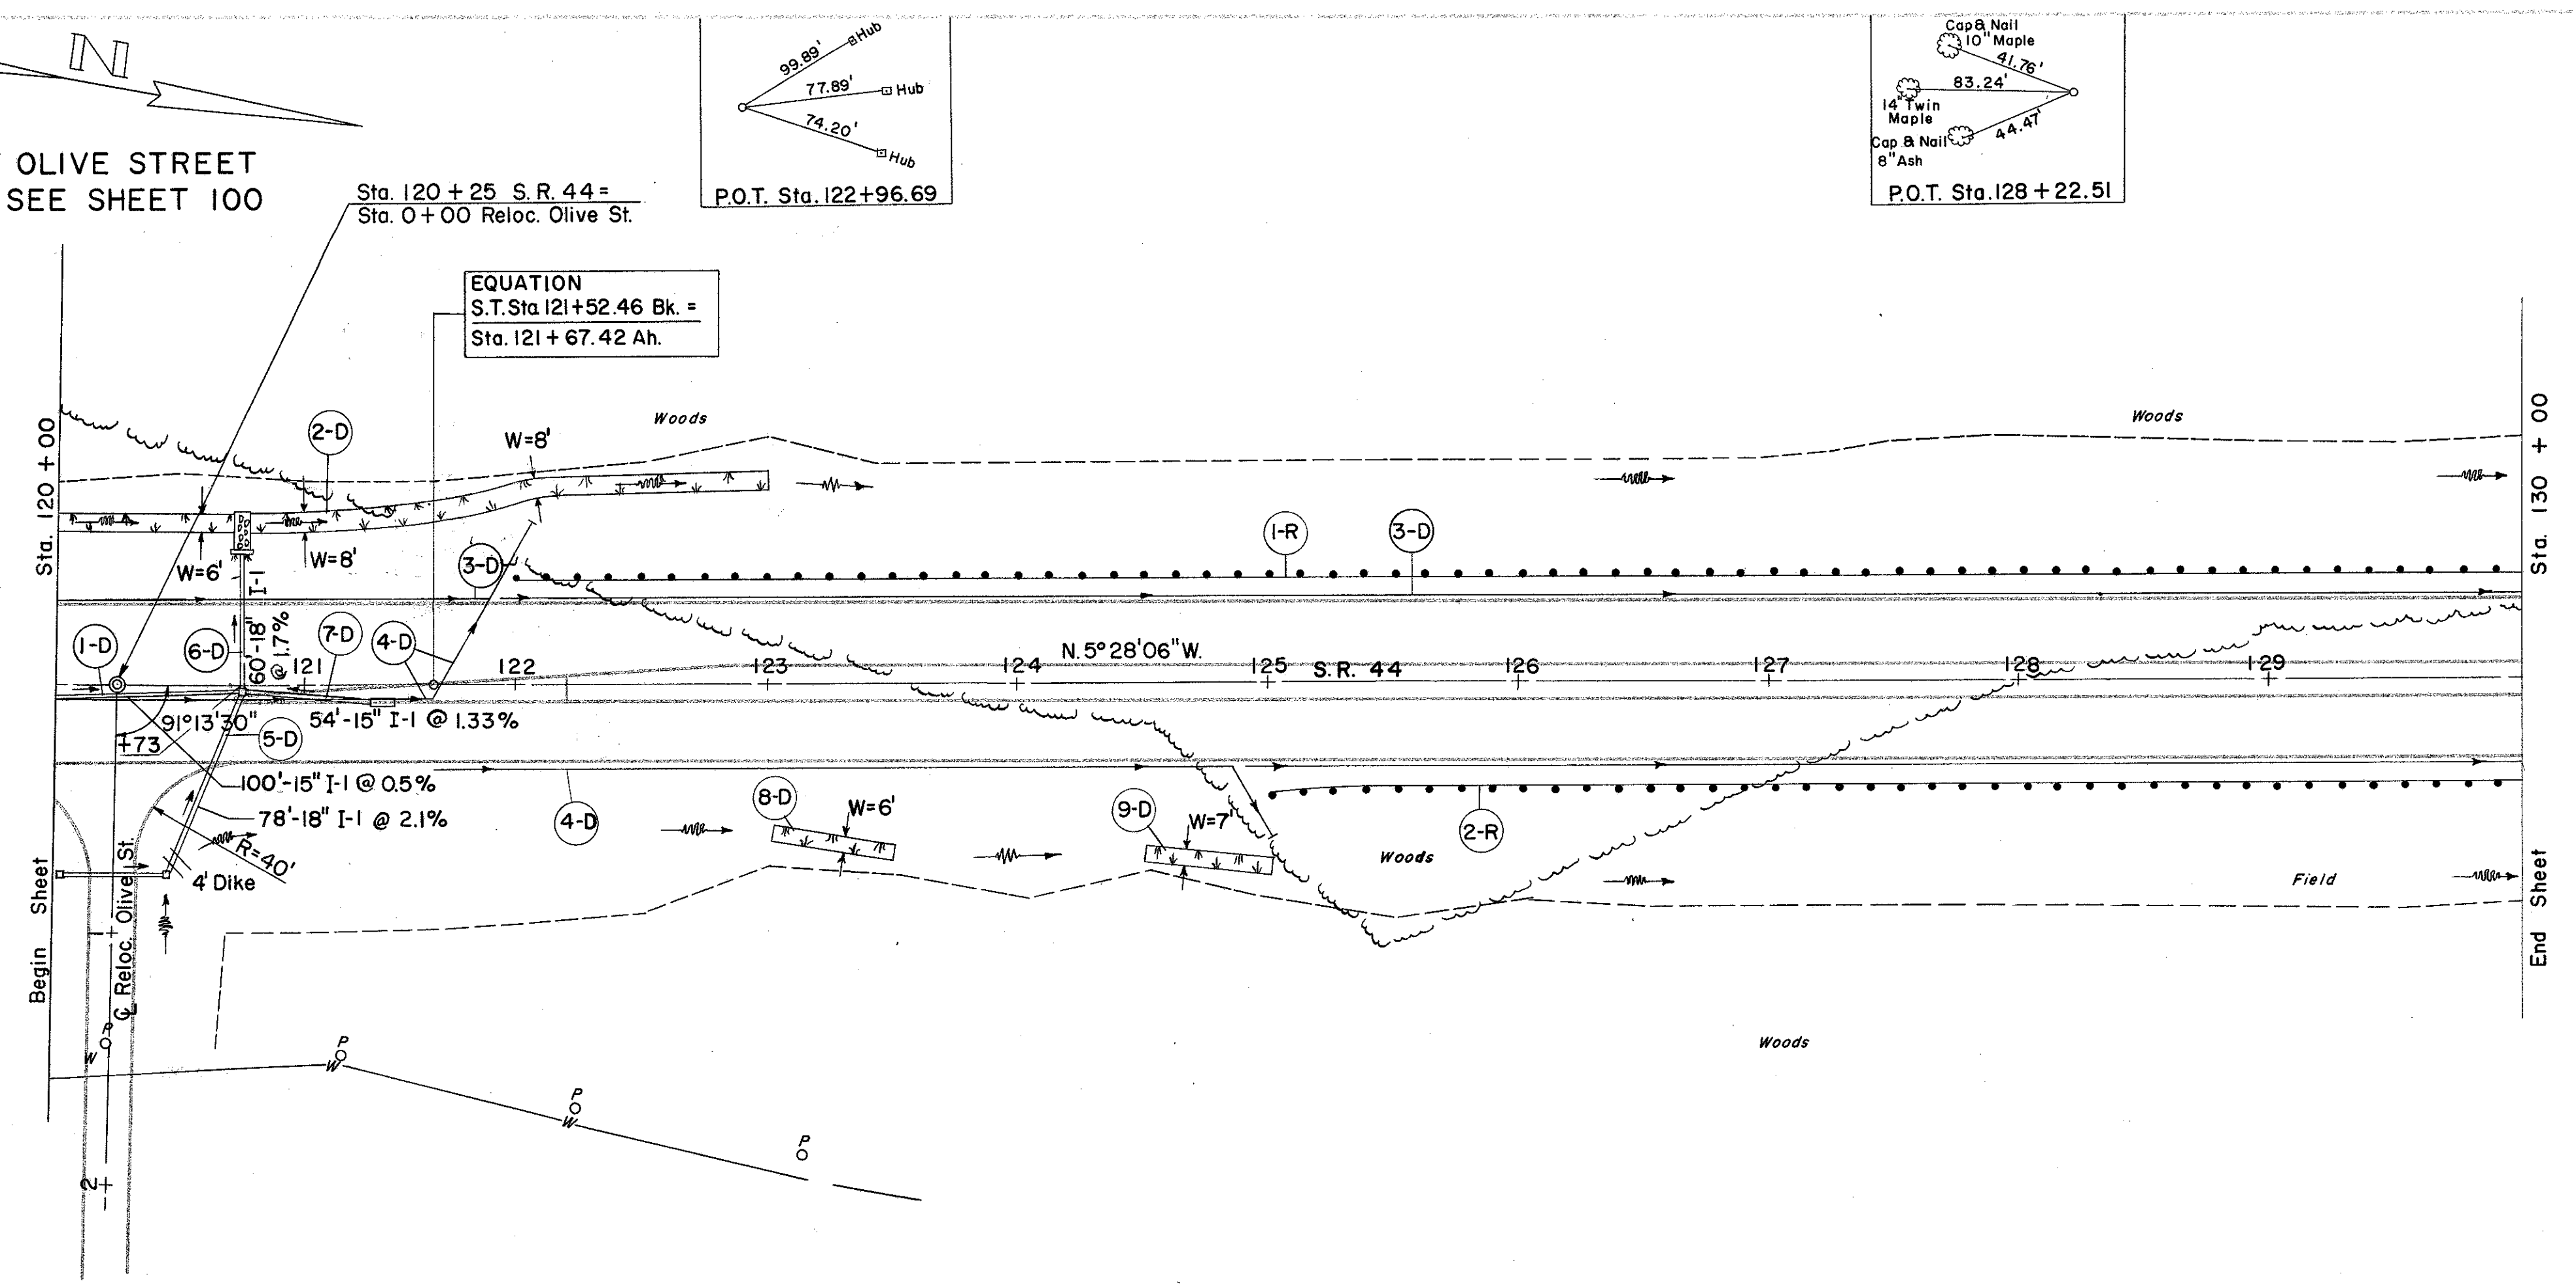 N
OLIVE STREET
SEE SHEET 100
99.89' Hub
77.89' Hub
74.20' Hub
P.O.T. Sta. 122+96.69
Cap & Nail
10" Maple
41.76'
83.24'
14" Twin
Maple
44.47'
Cap & Nail
8" Ash
P.O.T. Sta. 128+22.51
Sta. 120+25 S.R. 44 =
Sta. 0+00 Reloc. Olive St.
EQUATION
S.T. Sta 121+52.46 Bk. =
Sta. 121+67.42 Ah.
Sta. 120+00
Woods
Woods
Sta. 130+00
2-D
W=8'
W=6'
W=8'
I-1
3-D
1-R
3-D
1-D
6-D
60'-18"
@ 1.7%
7-D
4-D
121
122
123
124
N. 5°28'06" W.
125
S.R. 44
126
127
128
129
91°13'30"
+73
54'-15" I-1 @ 1.33%
5-D
100'-15" I-1 @ 0.5%
78'-18" I-1 @ 2.1%
4-D
8-D
W=6'
9-D
W=7'
2-R
R=40'
4' Dike
Woods
Field
Begin Sheet
End Sheet
1
℄ Reloc. Olive St.
P
W
P
W
P
W
P
Woods
2